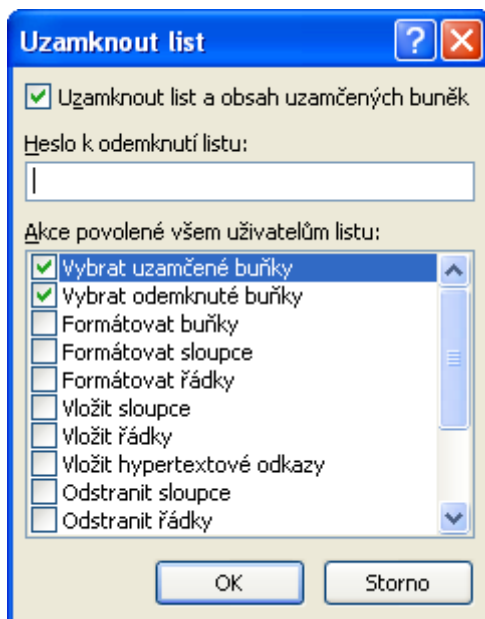 Uzamknout list
Uzamknout list a obsah uzamčených buněk
Heslo k odemknutí listu:
Akce povolené všem uživatelům listu:
Vybrat uzamčené buňky
Vybrat odemknuté buňky
Formátovat buňky
Formátovat sloupce
Formátovat řádky
Vložit sloupce
Vložit řádky
Vložit hypertextové odkazy
Odstranit sloupce
Odstranit řádky
OK Storno